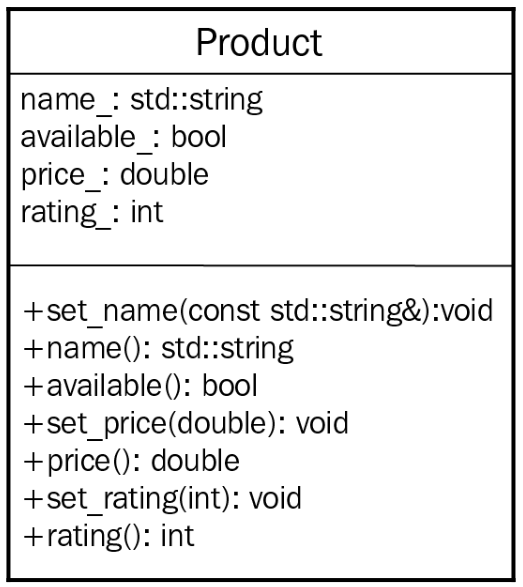 Product
name_: std::string
available_: bool
price_: double
rating_: int
+set_name(const std::string&):void
+name(): std::string
+available(): bool
+set_price(double): void
+price(): double
+set_rating(int): void
+rating(): int